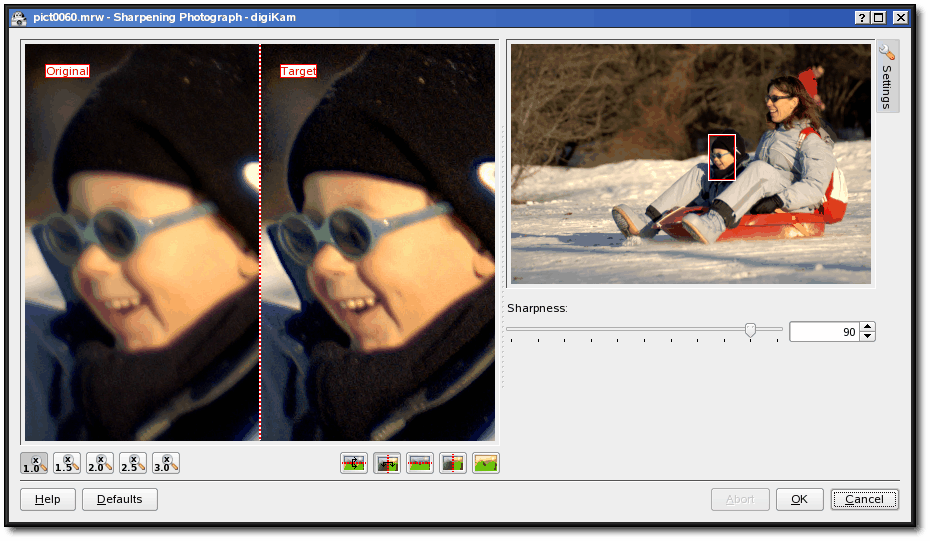 pict0060.mrw - Sharpening Photograph - digiKam
Original
Target
Settings
Sharpness:
90
1.0
1.5
2.0
2.5
3.0
Help
Defaults
Abort
OK
Cancel